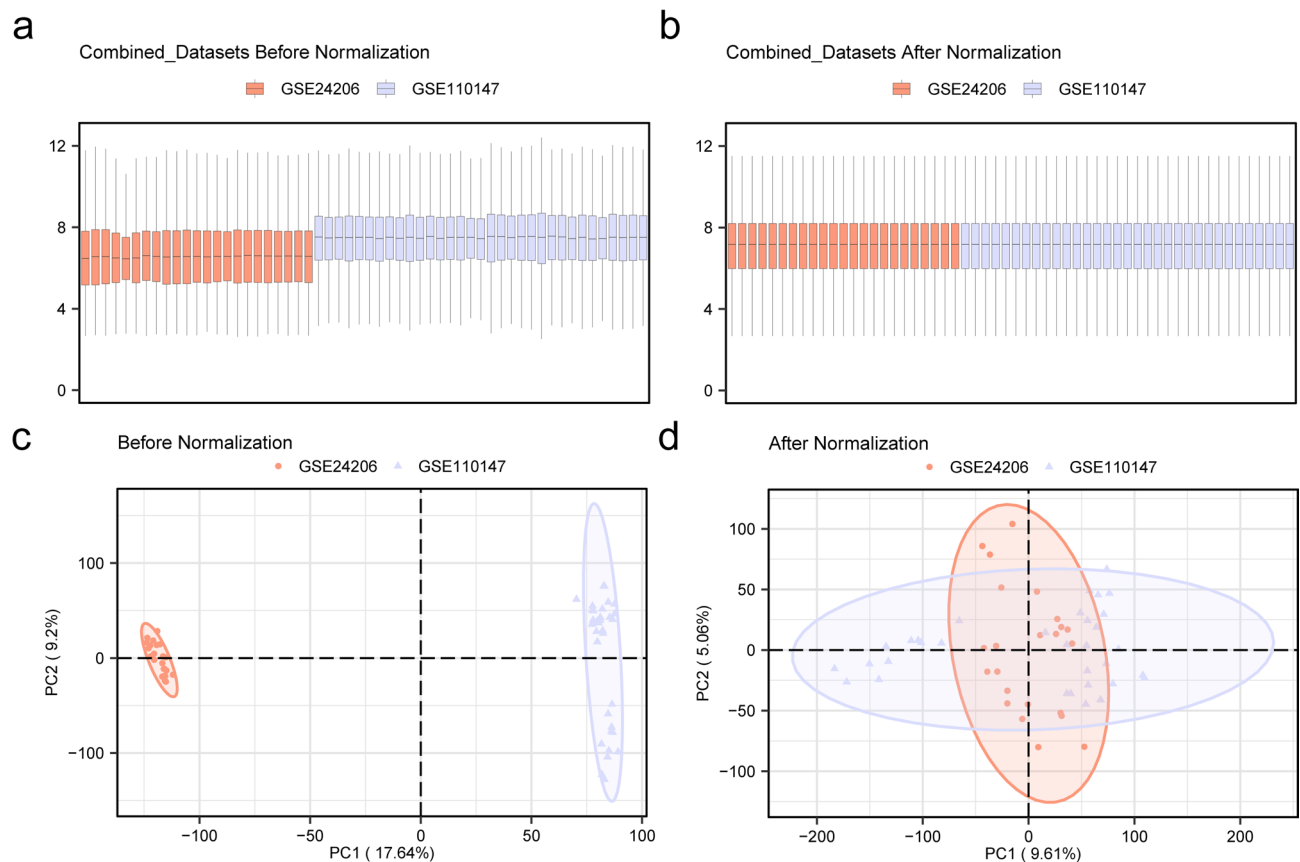 a
Combined_Datasets Before Normalization
GSE24206 GSE110147
12
8
4
0
b
Combined_Datasets After Normalization
GSE24206 GSE110147
12
8
4
0
c
Before Normalization
GSE24206 GSE110147
PC2 ( 9.2%)
100
0
−100
−100 −50 0 50 100
PC1 ( 17.64%)
d
After Normalization
GSE24206 GSE110147
PC2 ( 5.06%)
100
50
0
−50
−100
−200 −100 0 100 200
PC1 ( 9.61%)